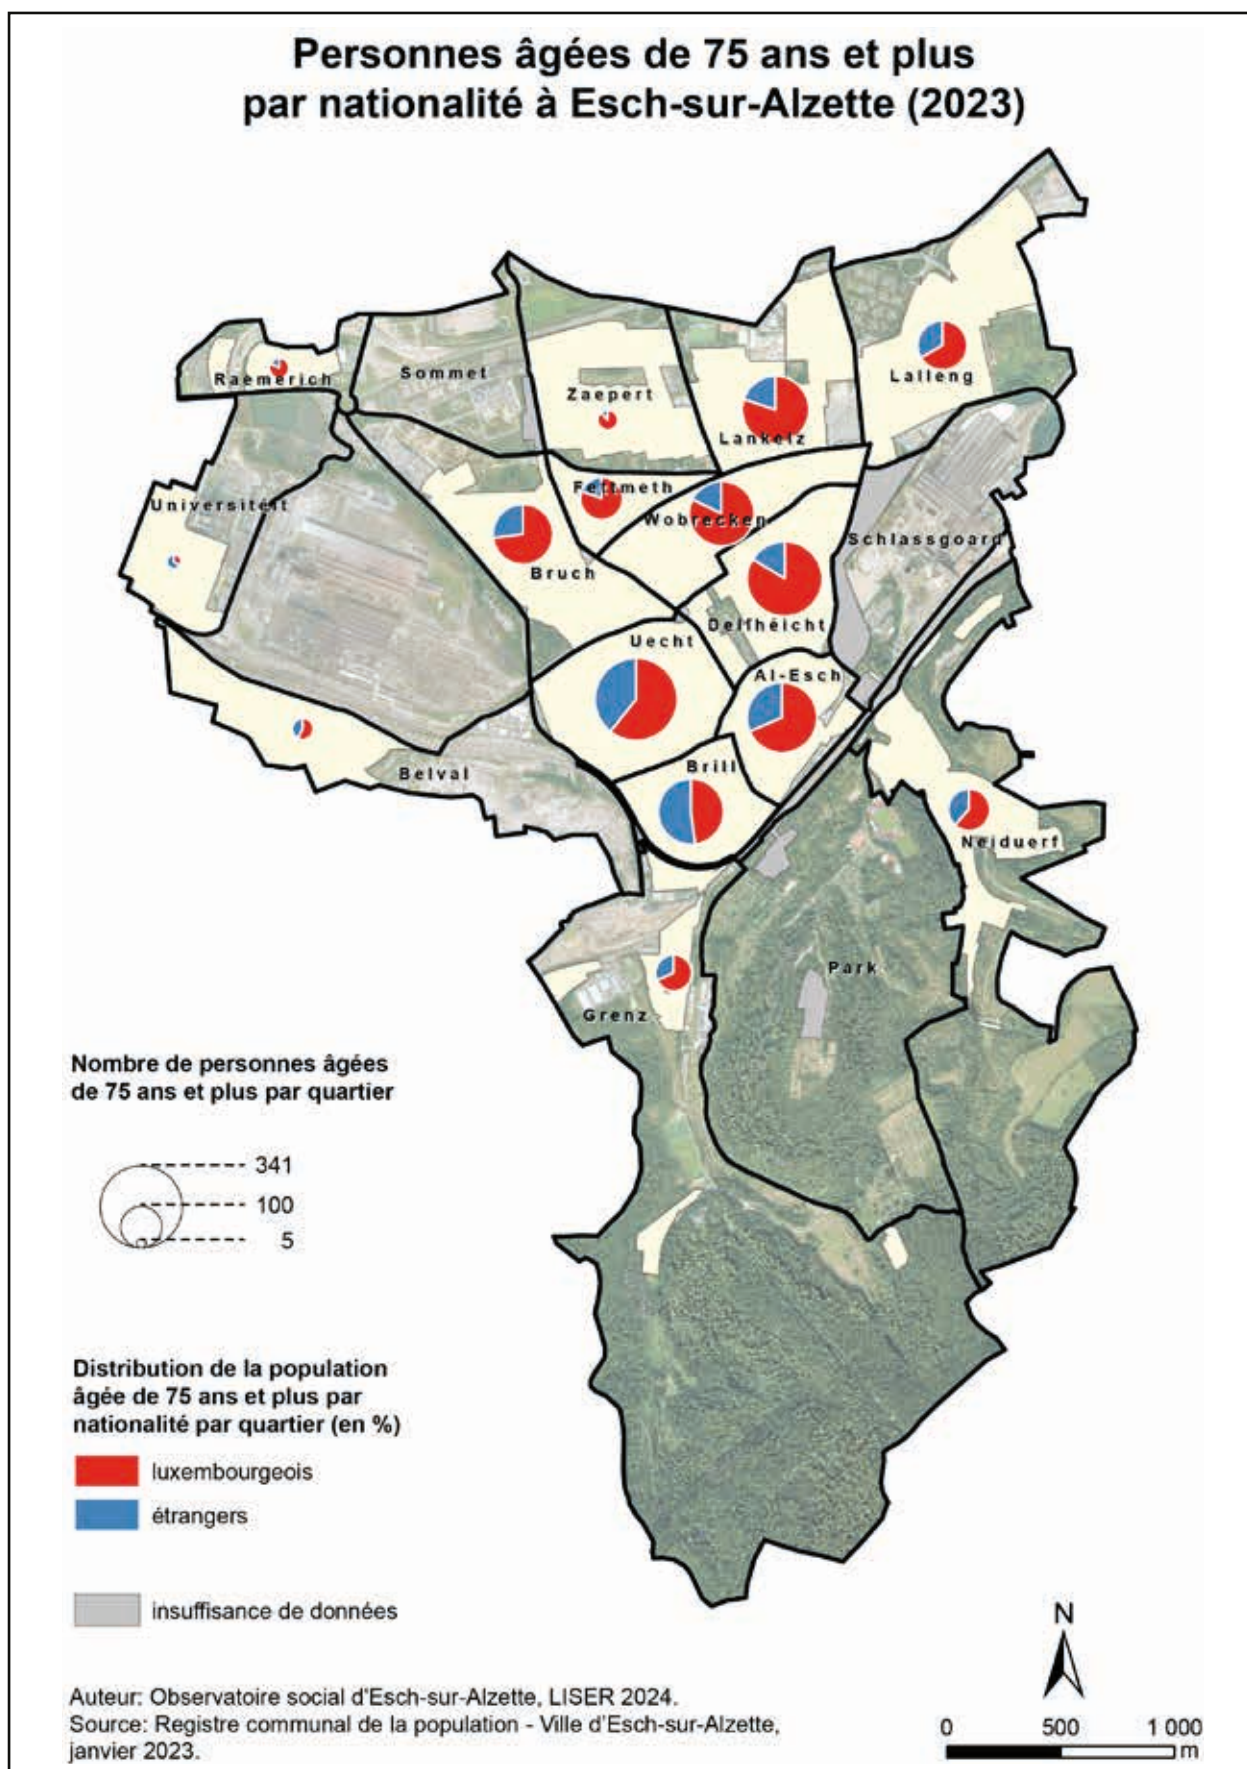 Personnes âgées de 75 ans et plus
par nationalité à Esch-sur-Alzette (2023)
Raemerich
Sommet
Zaepert
Lankelz
Lalleng
Universitéit
Fettmeth
Wobrecken
Schlassgoard
Bruch
Dellhéicht
Uecht
Al-Esch
Belval
Brill
Neiduerf
Park
Grenz
Nombre de personnes âgées
de 75 ans et plus par quartier
341
100
5
Distribution de la population
âgée de 75 ans et plus par
nationalité par quartier (en %)
luxembourgeois
étrangers
insuffisance de données
N
Auteur: Observatoire social d'Esch-sur-Alzette, LISER 2024.
Source: Registre communal de la population - Ville d'Esch-sur-Alzette,
janvier 2023.
0 500 1 000
m